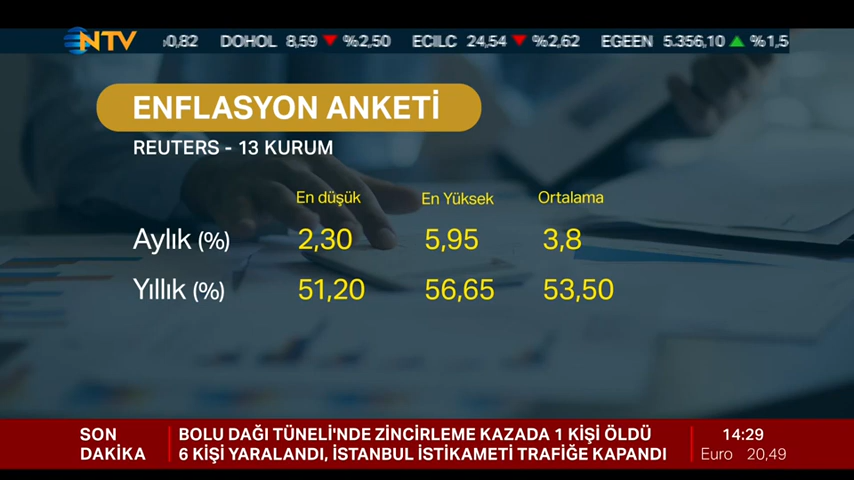 NTV
0,82 DOHOL 8,59 %2,50 ECILC 24,54 %2,62 EGEEN 5.356,10 %1,5
ENFLASYON ANKETİ
REUTERS - 13 KURUM
En düşük En Yüksek Ortalama
Aylık (%) 2,30 5,95 3,8
Yıllık (%) 51,20 56,65 53,50
SON DAKİKA
BOLU DAĞI TÜNELİ'NDE ZİNCİRLEME KAZADA 1 KİŞİ ÖLDÜ
6 KİŞİ YARALANDI, İSTANBUL İSTİKAMETİ TRAFİĞE KAPANDI
14:29
Euro 20,49